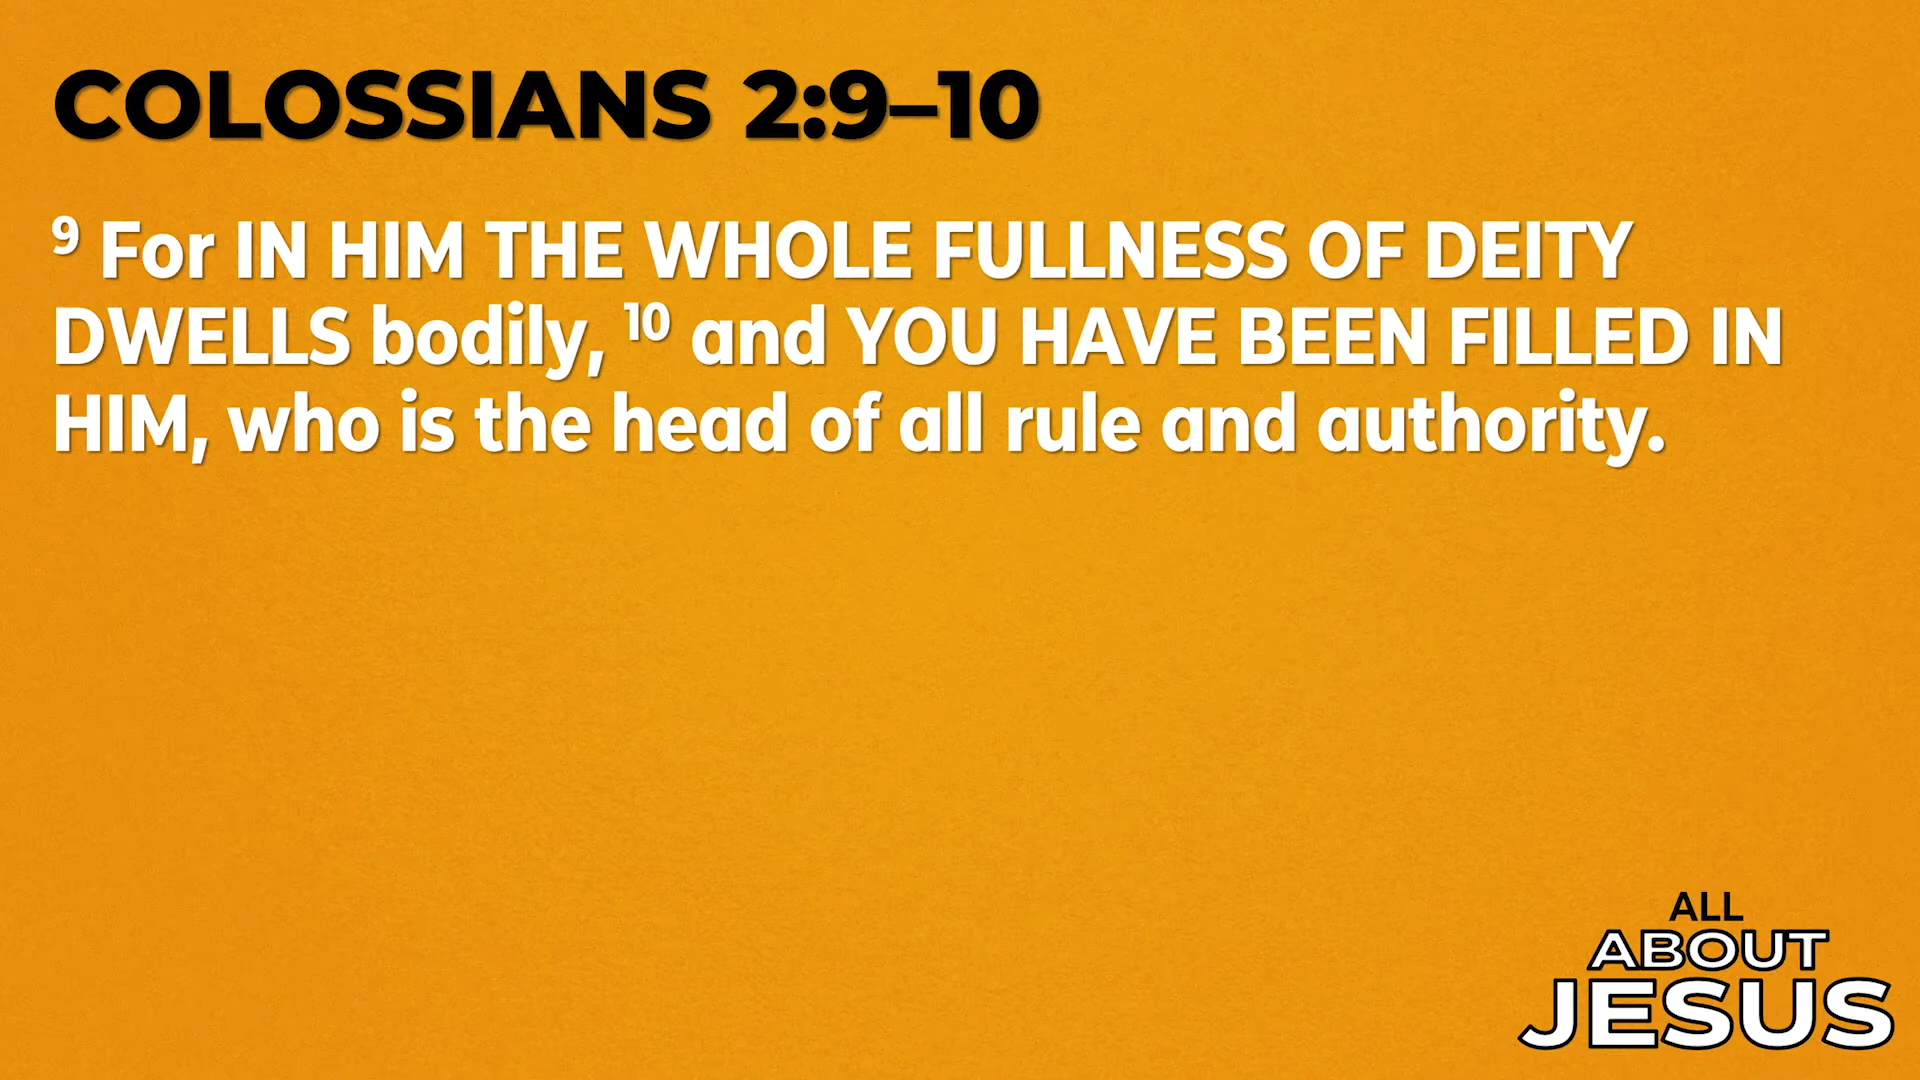 COLOSSIANS 2:9–10
⁹ For IN HIM THE WHOLE FULLNESS OF DEITY
DWELLS bodily, ¹⁰ and YOU HAVE BEEN FILLED IN
HIM, who is the head of all rule and authority.
ALL
ABOUT
JESUS